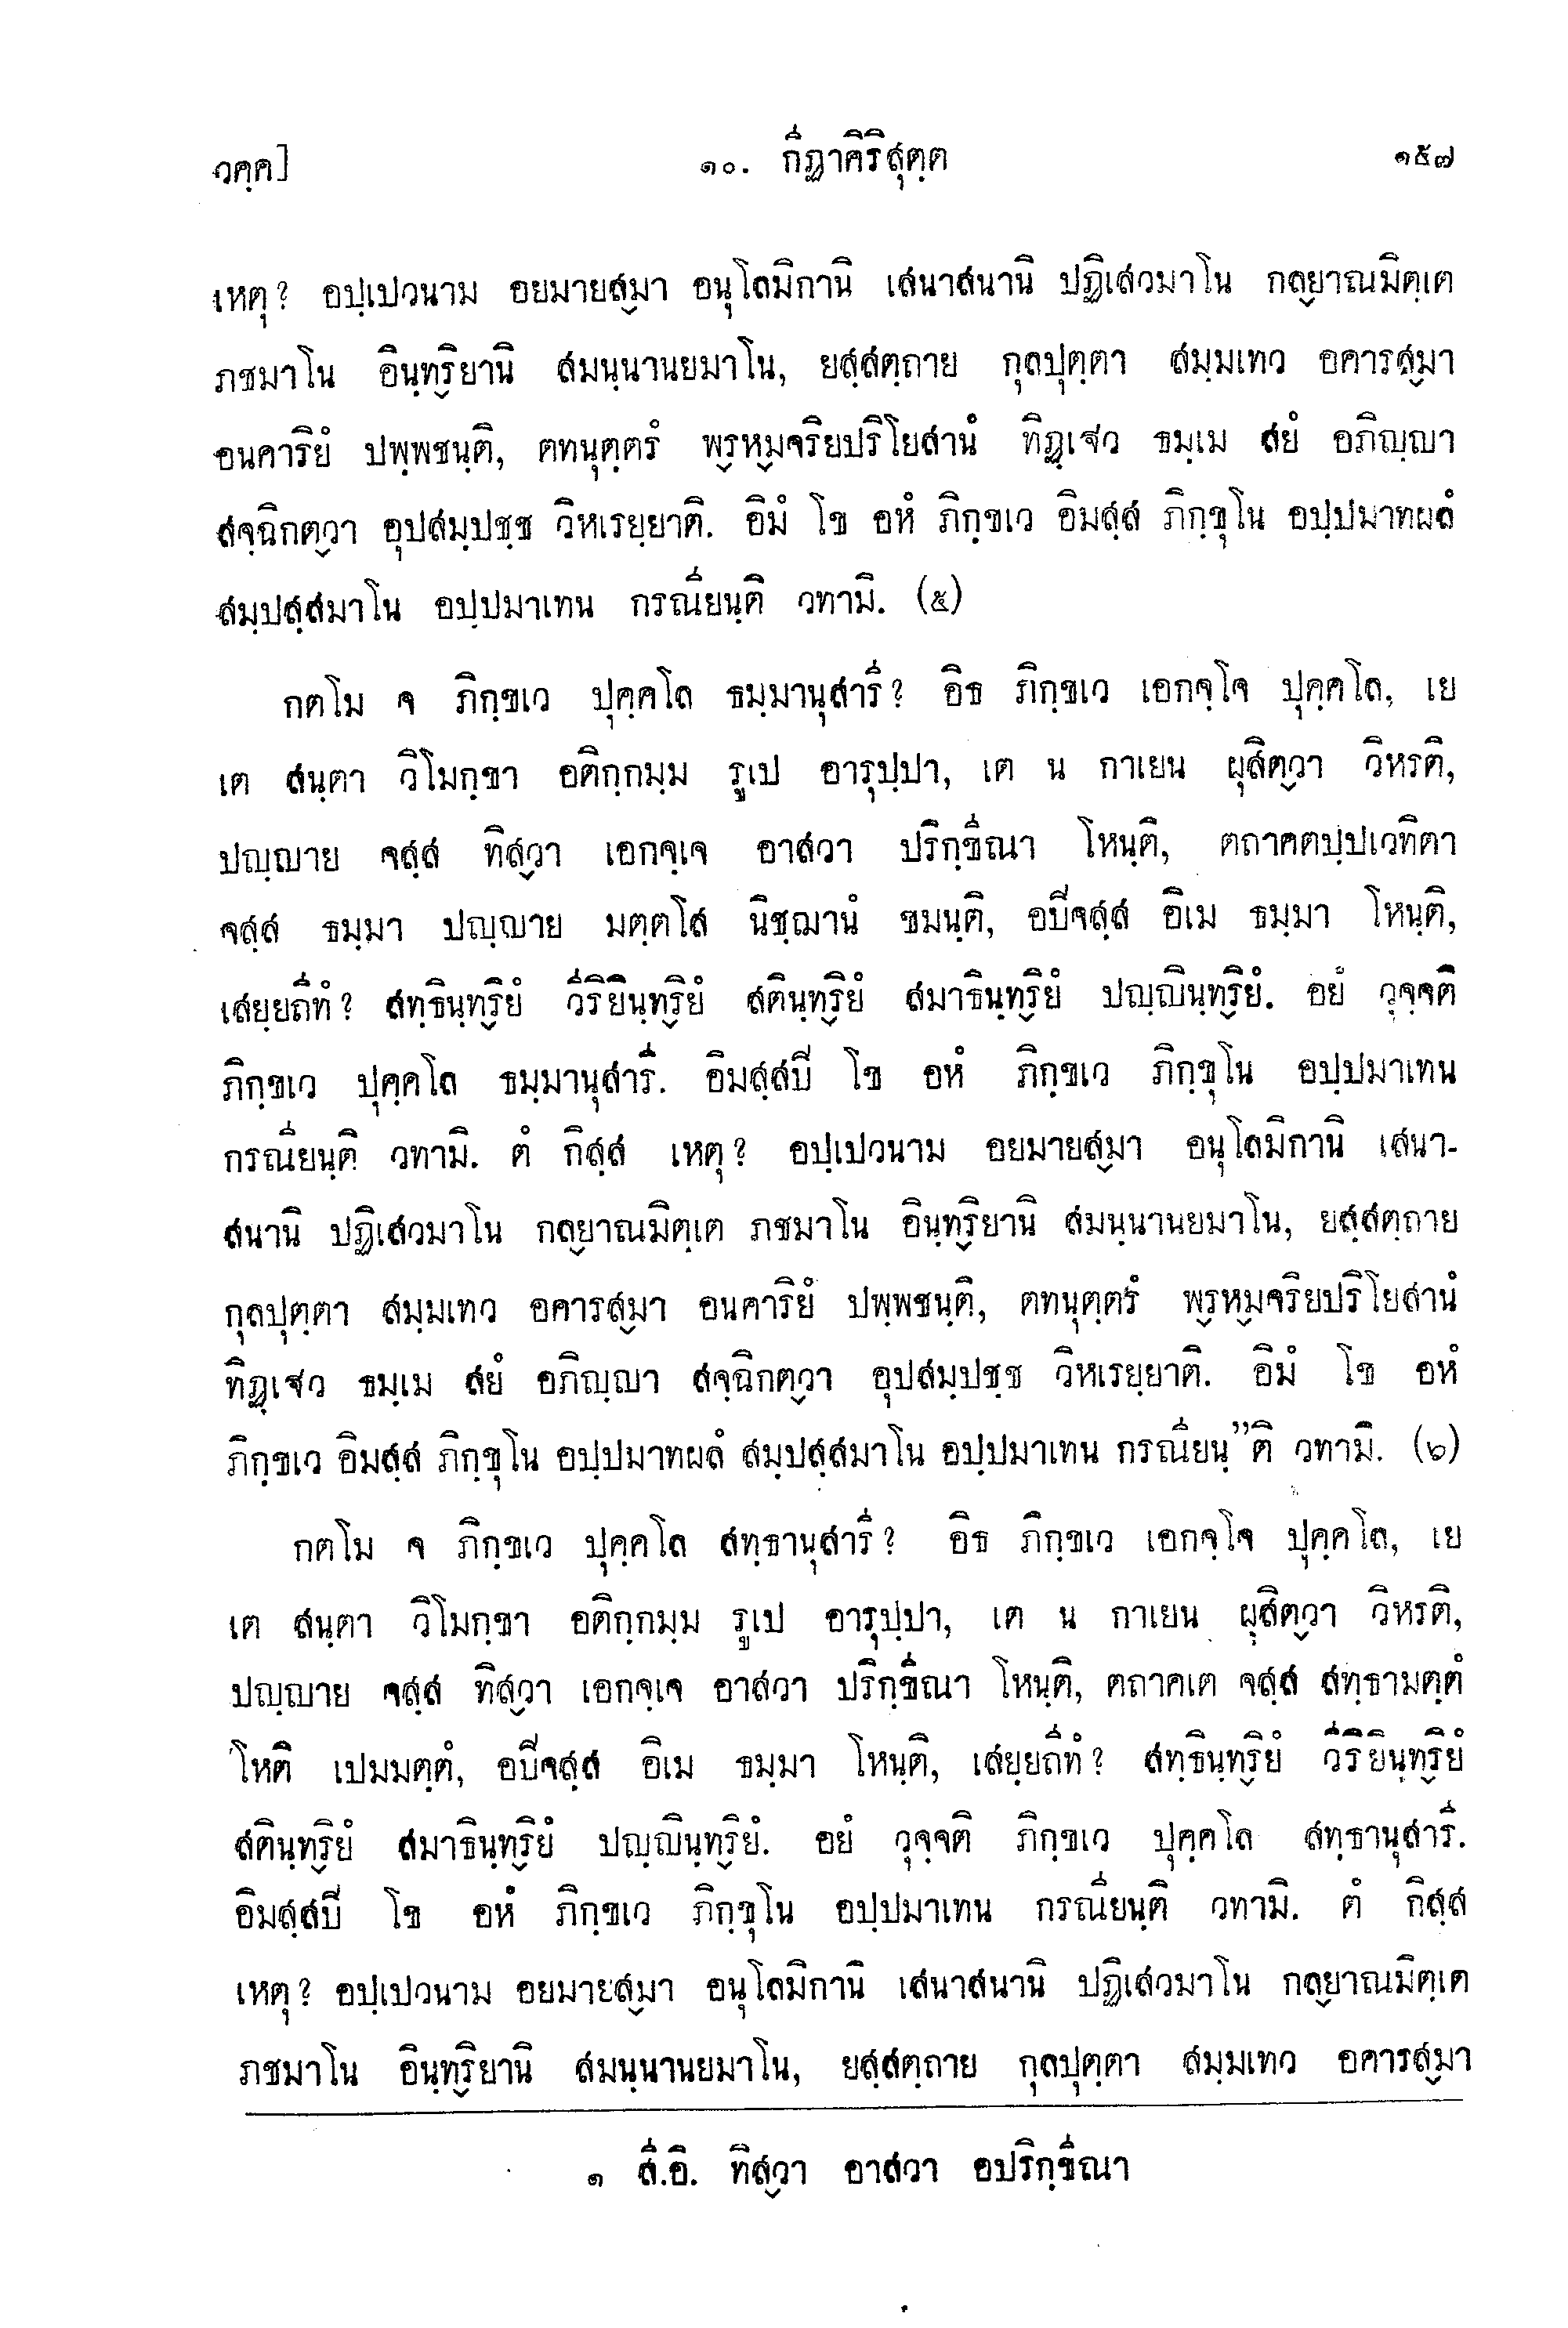 วคฺค]
๑๐. กีฏาคิริสุตฺต
๑๕๗
เหตุ? อปฺเปวนาม อยมายสฺมา อนุโลมิกานิ เสนาสนานิ ปฏิเสวมาโน กลฺยาณมิตฺเต
ภชมาโน อินฺทฺริยานิ สมนฺนานยมาโน, ยสฺสตฺถาย กุลปุตฺตา สมฺมเทว อคารสฺมา
อนคาริยํ ปพฺพชนฺติ, ตทนุตฺตรํ พฺรหฺมจริยปริโยสานํ ทิฏฺเฐว ธมฺเม สยํ อภิญฺญา
สจฺฉิกตฺวา อุปสมฺปชฺช วิหเรยฺยาติ. อิมํ โข อหํ ภิกฺขเว อิมสฺส ภิกฺขุโน อปฺปมาทผลํ
สมฺปสฺสมาโน อปฺปมาเทน กรณียนฺติ วทามิ. (๕)
กตโม จ ภิกฺขเว ปุคฺคโล ธมฺมานุสารี? อิธ ภิกฺขเว เอกจฺโจ ปุคฺคโล, เย
เต สนฺตา วิโมกฺขา อติกฺกมฺม รูเป อารุปฺปา, เต น กาเยน ผุสิตฺวา วิหรติ,
ปญฺญาย จสฺส ทิสฺวา เอกจฺเจ อาสวา ปริกฺขีณา โหนฺติ, ตถาคตปฺปเวทิตา
จสฺส ธมฺมา ปญฺญาย มตฺตโส นิชฺฌานํ ขมนฺติ, อปีจสฺส อิเม ธมฺมา โหนฺติ,
เสยฺยถีทํ? สทฺธินฺทฺริยํ วีริยินฺทฺริยํ สตินฺทฺริยํ สมาธินฺทฺริยํ ปญฺญินฺทฺริยํ. อยํ วุจฺจติ
ภิกฺขเว ปุคฺคโล ธมฺมานุสารี. อิมสฺสปี โข อหํ ภิกฺขเว ภิกฺขุโน อปฺปมาเทน
กรณียนฺติ วทามิ. ตํ กิสฺส เหตุ? อปฺเปวนาม อยมายสฺมา อนุโลมิกานิ เสนา-
สนานิ ปฏิเสวมาโน กลฺยาณมิตฺเต ภชมาโน อินฺทฺริยานิ สมนฺนานยมาโน, ยสฺสตฺถาย
กุลปุตฺตา สมฺมเทว อคารสฺมา อนคาริยํ ปพฺพชนฺติ, ตทนุตฺตรํ พฺรหฺมจริยปริโยสานํ
ทิฏฺเฐว ธมฺเม สยํ อภิญฺญา สจฺฉิกตฺวา อุปสมฺปชฺช วิหเรยฺยาติ. อิมํ โข อหํ
ภิกฺขเว อิมสฺส ภิกฺขุโน อปฺปมาทผลํ สมฺปสฺสมาโน อปฺปมาเทน กรณียนฺ”ติ วทามิ. (๖)
กตโม จ ภิกฺขเว ปุคฺคโล สทฺธานุสารี? อิธ ภิกฺขเว เอกจฺโจ ปุคฺคโล, เย
เต สนฺตา วิโมกฺขา อติกฺกมฺม รูเป อารุปฺปา, เต น กาเยน ผุสิตฺวา วิหรติ,
ปญฺญาย จสฺส ทิสฺวา เอกจฺเจ อาสวา ปริกฺขีณา โหนฺติ, ตถาคเต จสฺส สทฺธามตฺตํ
โหติ เปมมตฺตํ, อปีจสฺส อิเม ธมฺมา โหนฺติ, เสยฺยถีทํ? สทฺธินฺทฺริยํ วีริยินฺทฺริยํ
สตินฺทฺริยํ สมาธินฺทฺริยํ ปญฺญินฺทฺริยํ. อยํ วุจฺจติ ภิกฺขเว ปุคฺคโล สทฺธานุสารี.
อิมสฺสปี โข อหํ ภิกฺขเว ภิกฺขุโน อปฺปมาเทน กรณียนฺติ วทามิ. ตํ กิสฺส
เหตุ? อปฺเปวนาม อยมายสฺมา อนุโลมิกานิ เสนาสนานิ ปฏิเสวมาโน กลฺยาณมิตฺเต
ภชมาโน อินฺทฺริยานิ สมนฺนานยมาโน, ยสฺสตฺถาย กุลปุตฺตา สมฺมเทว อคารสฺมา
๑ สี.อิ. ทิสฺวา อาสวา อปริกฺขีณา